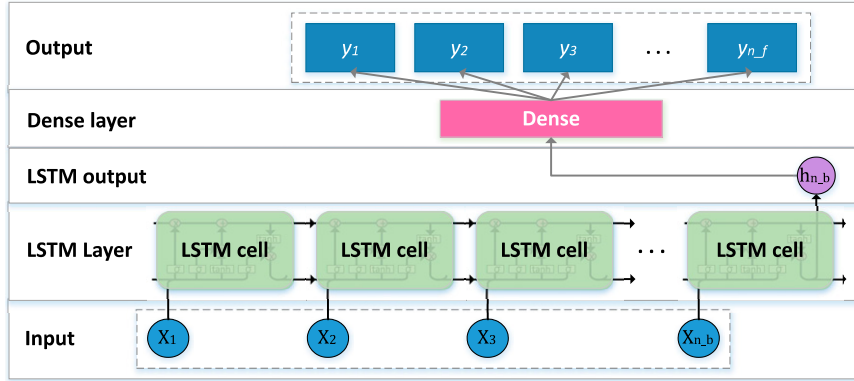 Output y1 y2 y3 ... yn_f
Dense layer Dense
LSTM output hn_b
LSTM Layer LSTM cell LSTM cell LSTM cell ... LSTM cell
Input X1 X2 X3 Xn_b